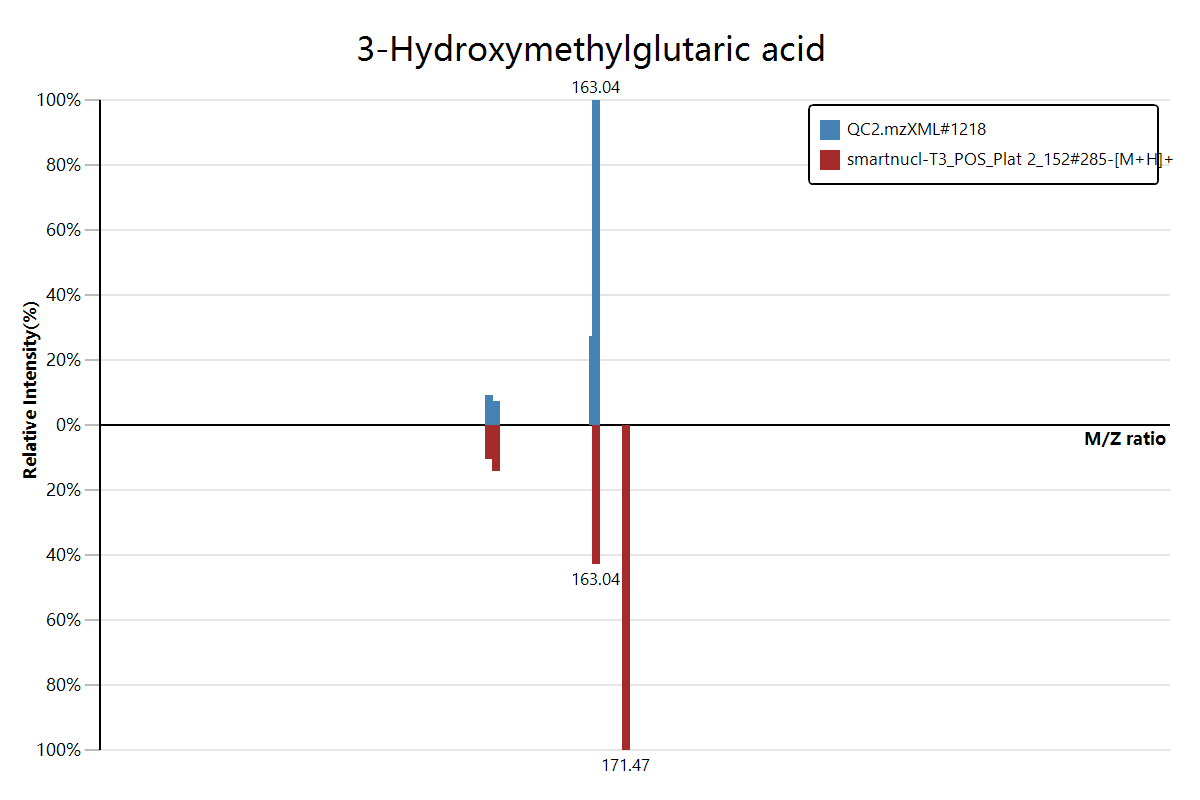 3-Hydroxymethylglutaric acid
163.04
100%
QC2.mzXML#1218
smartnucl-T3_POS_Plat 2_152#285-[M+H]+
80%
60%
40%
20%
0%
M/Z ratio
Relative Intensity(%)
20%
40%
163.04
60%
80%
100%
171.47